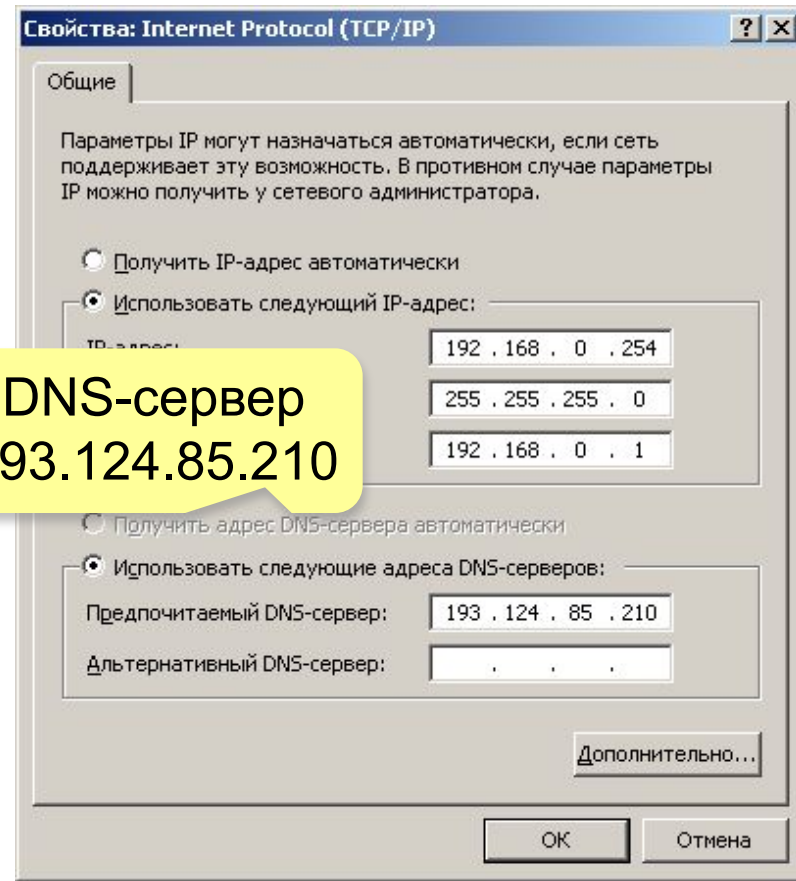 Свойства: Internet Protocol (TCP/IP)
Общие
Параметры IP могут назначаться автоматически, если сеть
поддерживает эту возможность. В противном случае параметры
IP можно получить у сетевого администратора.
Получить IP-адрес автоматически
Использовать следующий IP-адрес:
IP-адрес: 192 . 168 . 0 . 254
255 . 255 . 255 . 0
192 . 168 . 0 . 1
DNS-сервер
93.124.85.210
Получить адрес DNS-сервера автоматически
Использовать следующие адреса DNS-серверов:
Предпочитаемый DNS-сервер: 193 . 124 . 85 . 210
Альтернативный DNS-сервер: . . .
Дополнительно...
ОК Отмена